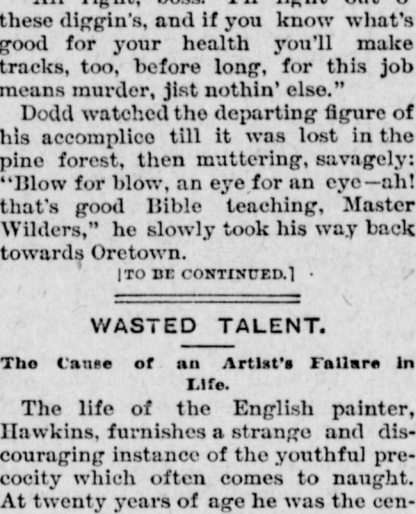 these diggin's, and if you know what's
good for your health you'll make
tracks, too, before long, for this job
means murder, jist nothin' else."
Dodd watched the departing figure of
his accomplice till it was lost in the
pine forest, then muttering, savagely:
"Blow for blow, an eye for an eye—ah!
that's good Bible teaching, Master
Wilders," he slowly took his way back
towards Oretown.
[TO BE CONTINUED.]
WASTED TALENT.
The Cause of an Artist's Failure in
Life.
The life of the English painter,
Hawkins, furnishes a strange and dis-
couraging instance of the youthful pre-
cocity which often comes to naught.
At twenty years of age he was the cen-